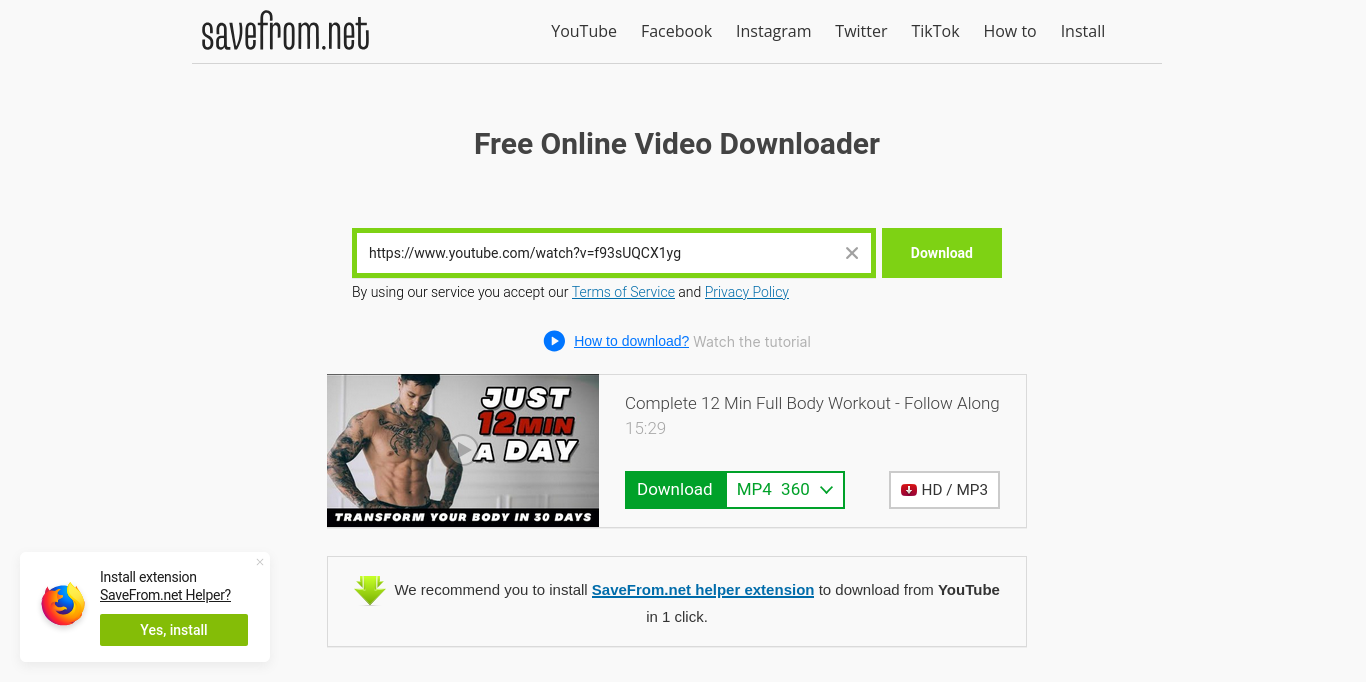 savefrom.net
YouTube Facebook Instagram Twitter TikTok How to Install
Free Online Video Downloader
https://www.youtube.com/watch?v=f93sUQCX1yg
Download
By using our service you accept our Terms of Service and Privacy Policy
How to download? Watch the tutorial
JUST
12MIN
A DAY
TRANSFORM YOUR BODY IN 30 DAYS
Complete 12 Min Full Body Workout - Follow Along
15:29
Download MP4 360
HD / MP3
We recommend you to install SaveFrom.net helper extension to download from YouTube
in 1 click.
Install extension
SaveFrom.net Helper?
Yes, install